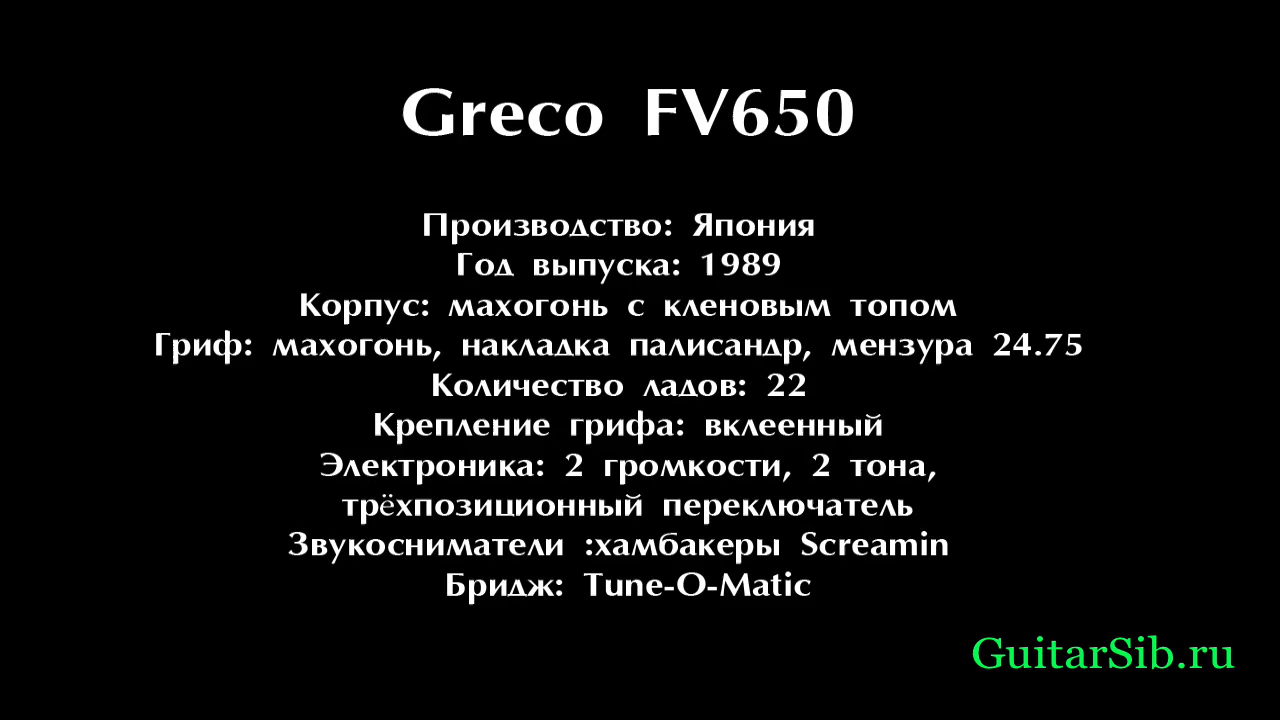 Greco FV650
Производство: Япония
Год выпуска: 1989
Корпус: махогонь с кленовым топом
Гриф: махогонь, накладка палисандр, мензура 24.75
Количество ладов: 22
Крепление грифа: вклеенный
Электроника: 2 громкости, 2 тона,
трёхпозиционный переключатель
Звукосниматели :хамбакеры Screamin
Бридж: Tune-O-Matic
GuitarSib.ru